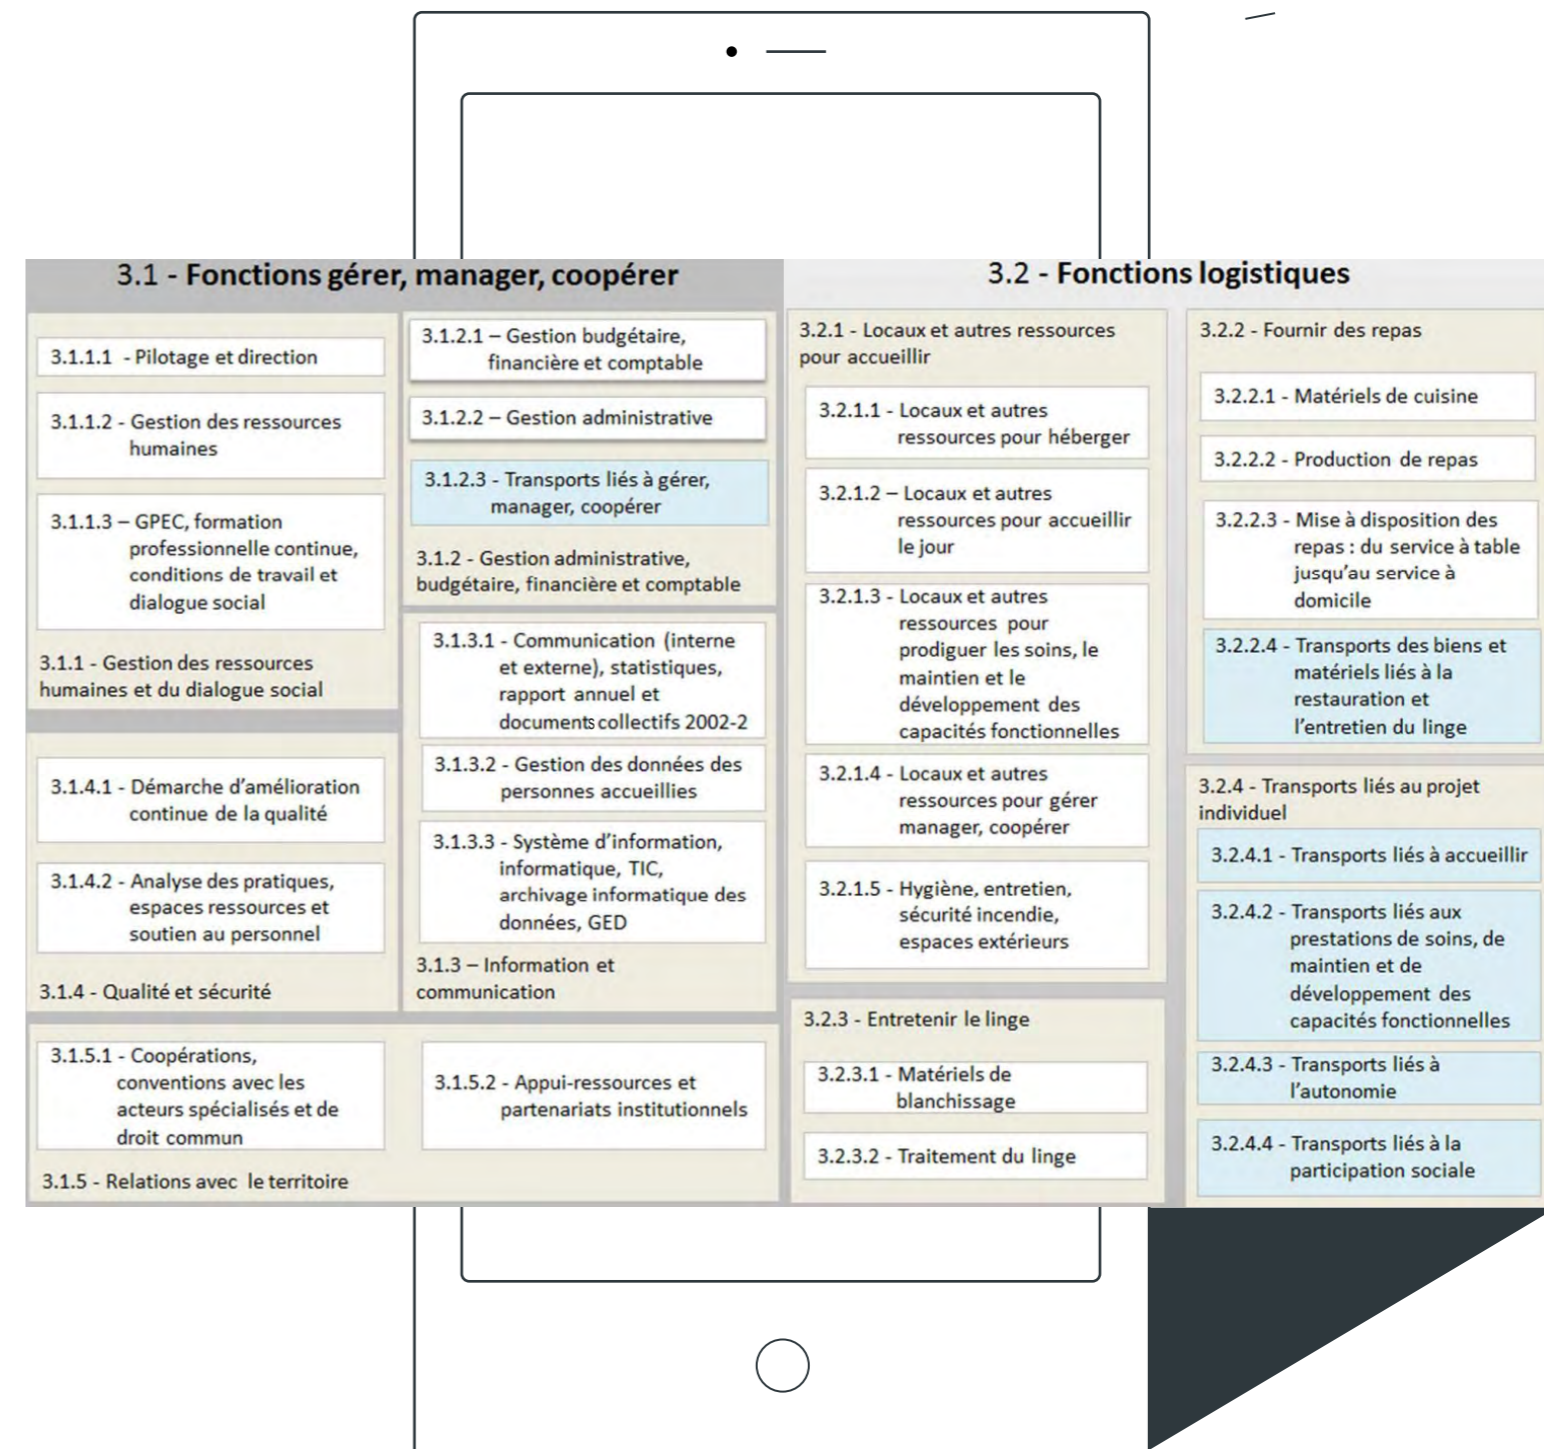 3.1 - Fonctions gérer, manager, coopérer
3.1.1.1 - Pilotage et direction
3.1.1.2 - Gestion des ressources
humaines
3.1.1.3 – GPEC, formation
professionnelle continue,
conditions de travail et
dialogue social
3.1.1 - Gestion des ressources
humaines et du dialogue social
3.1.2.1 – Gestion budgétaire,
financière et comptable
3.1.2.2 – Gestion administrative
3.1.2.3 - Transports liés à gérer,
manager, coopérer
3.1.2 - Gestion administrative,
budgétaire, financière et comptable
3.1.3.1 - Communication (interne
et externe), statistiques,
rapport annuel et
documents collectifs 2002-2
3.1.3.2 - Gestion des données des
personnes accueillies
3.1.3.3 - Système d'information,
informatique, TIC,
archivage informatique des
données, GED
3.1.3 – Information et
communication
3.1.4.1 - Démarche d'amélioration
continue de la qualité
3.1.4.2 - Analyse des pratiques,
espaces ressources et
soutien au personnel
3.1.4 - Qualité et sécurité
3.1.5.1 - Coopérations,
conventions avec les
acteurs spécialisés et de
droit commun
3.1.5.2 - Appui-ressources et
partenariats institutionnels
3.1.5 - Relations avec le territoire
3.2 - Fonctions logistiques
3.2.1 - Locaux et autres ressources
pour accueillir
3.2.1.1 - Locaux et autres
ressources pour héberger
3.2.1.2 – Locaux et autres
ressources pour accueillir
le jour
3.2.1.3 - Locaux et autres
ressources pour
prodiguer les soins, le
maintien et le
développement des
capacités fonctionnelles
3.2.1.4 - Locaux et autres
ressources pour gérer
manager, coopérer
3.2.1.5 - Hygiène, entretien,
sécurité incendie,
espaces extérieurs
3.2.3 - Entretenir le linge
3.2.3.1 - Matériels de
blanchissage
3.2.3.2 - Traitement du linge
3.2.2 - Fournir des repas
3.2.2.1 - Matériels de cuisine
3.2.2.2 - Production de repas
3.2.2.3 - Mise à disposition des
repas : du service à table
jusqu'au service à
domicile
3.2.2.4 - Transports des biens et
matériels liés à la
restauration et
l'entretien du linge
3.2.4 - Transports liés au projet
individuel
3.2.4.1 - Transports liés à accueillir
3.2.4.2 - Transports liés aux
prestations de soins, de
maintien et de
développement des
capacités fonctionnelles
3.2.4.3 - Transports liés à
l'autonomie
3.2.4.4 - Transports liés à la
participation sociale